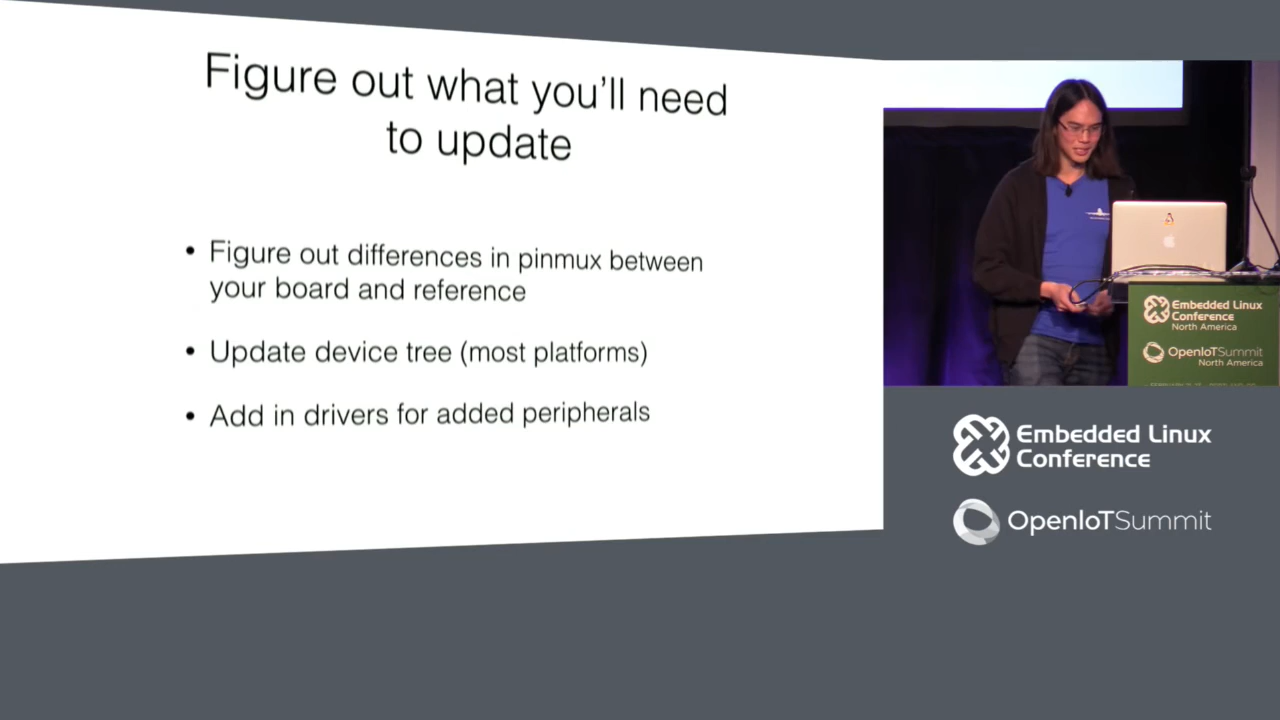 Figure out what you'll need
to update
• Figure out differences in pinmux between
your board and reference
• Update device tree (most platforms)
• Add in drivers for added peripherals
Embedded Linux
Conference
North America
OpenIoTSummit
North America
Embedded Linux
Conference
OpenIoTSummit